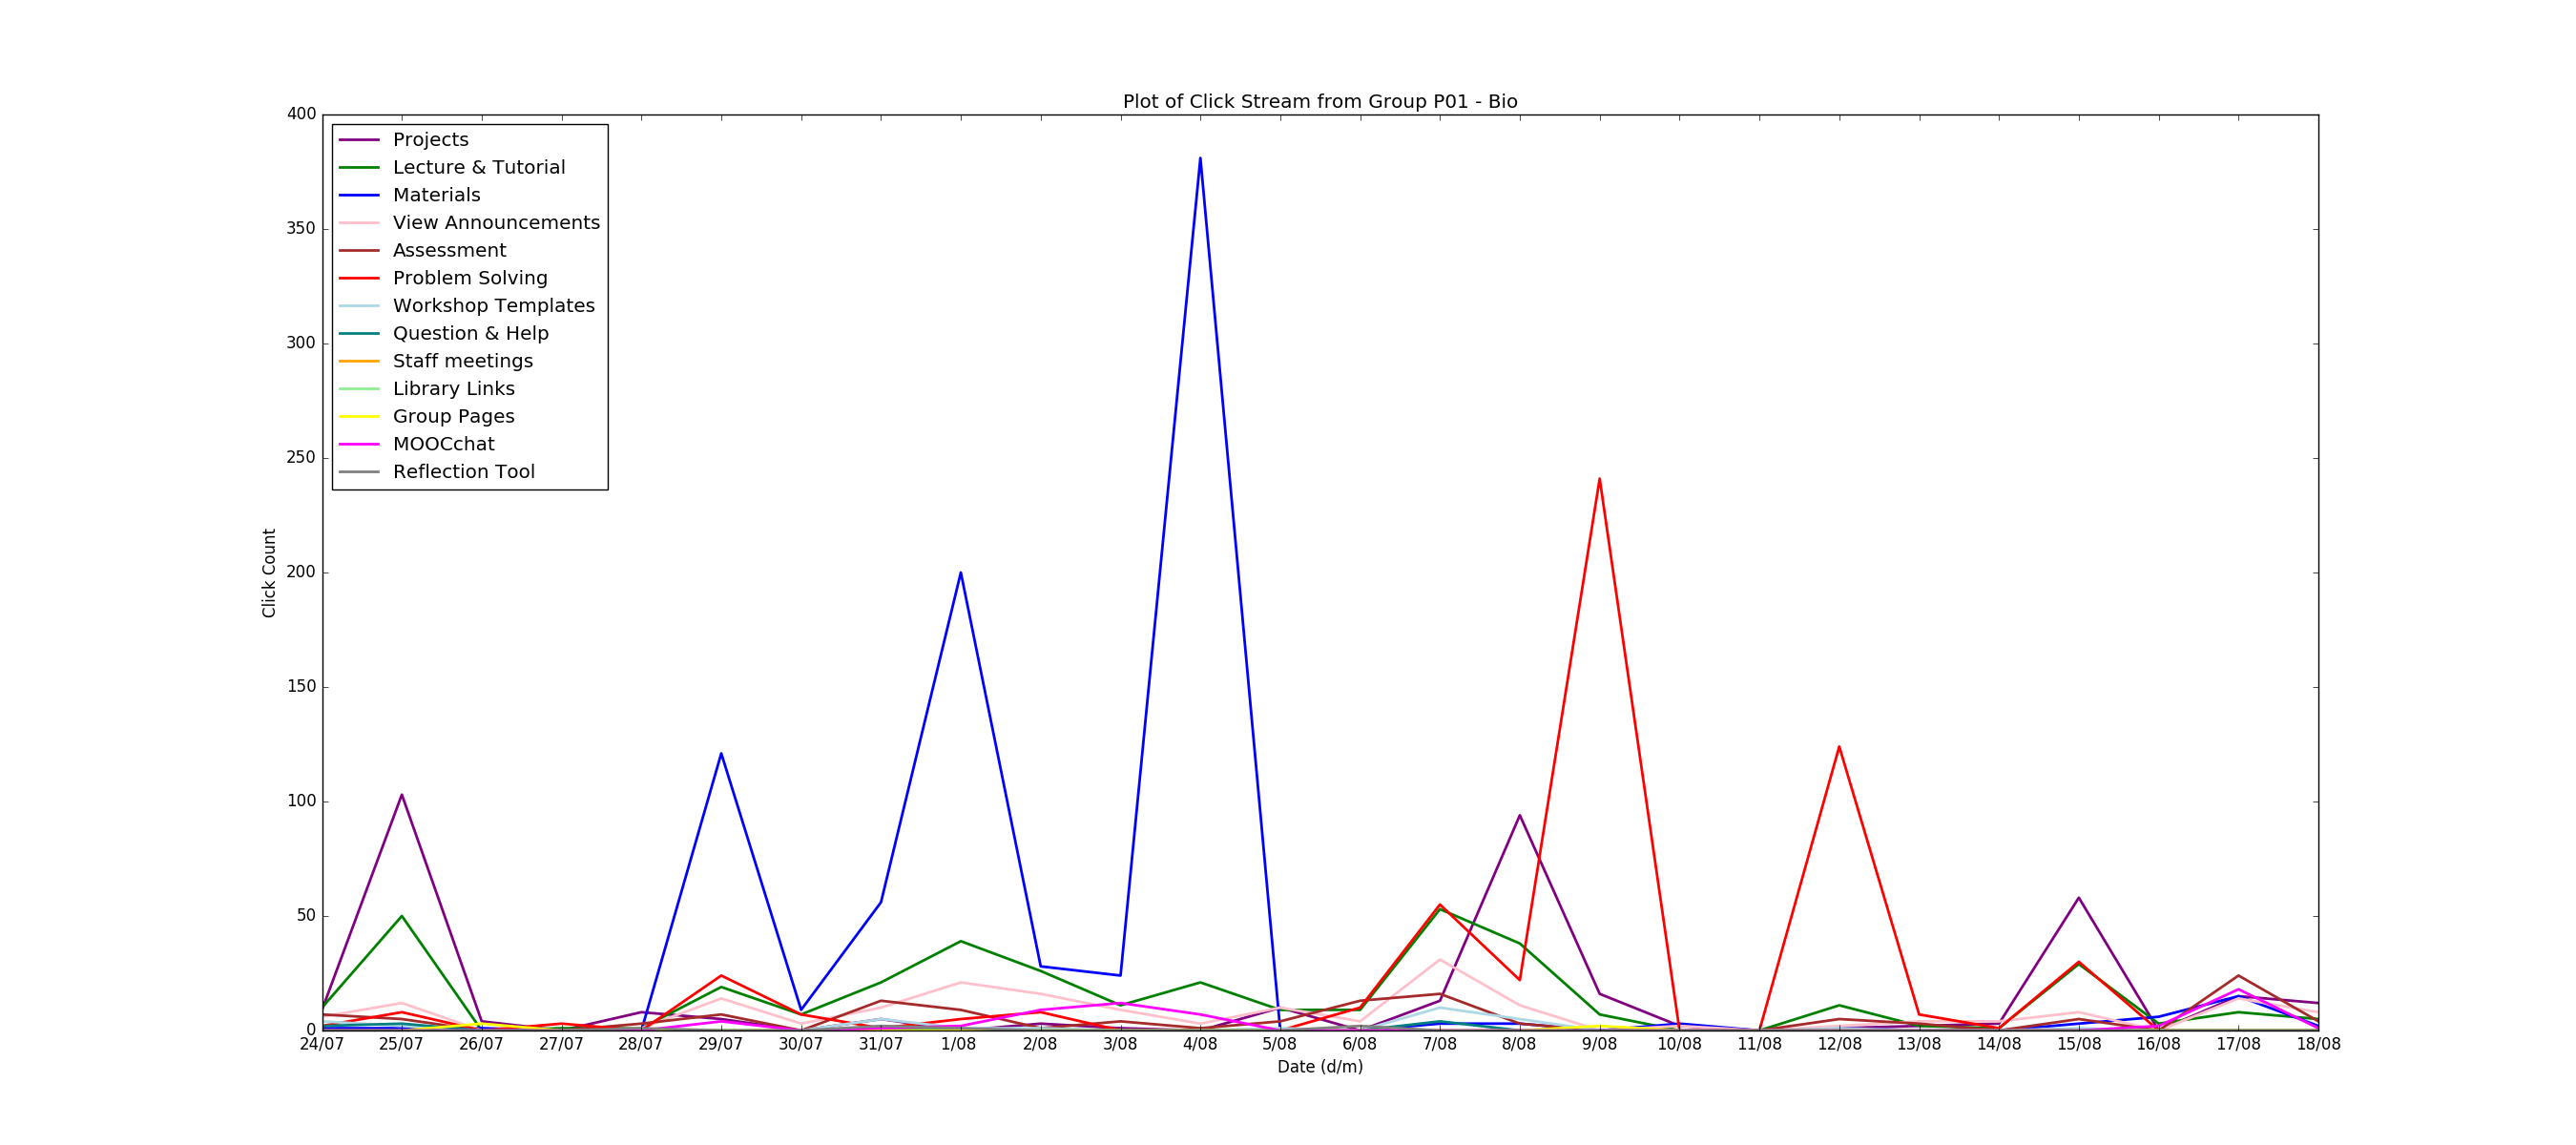 Plot of Click Stream from Group P01 - Bio
400
350
300
250
200
150
100
50
0
Click Count
Projects
Lecture & Tutorial
Materials
View Announcements
Assessment
Problem Solving
Workshop Templates
Question & Help
Staff meetings
Library Links
Group Pages
MOOCchat
Reflection Tool
24/07 25/07 26/07 27/07 28/07 29/07 30/07 31/07 1/08 2/08 3/08 4/08 5/08 6/08 7/08 8/08 9/08 10/08 11/08 12/08 13/08 14/08 15/08 16/08 17/08 18/08
Date (d/m)